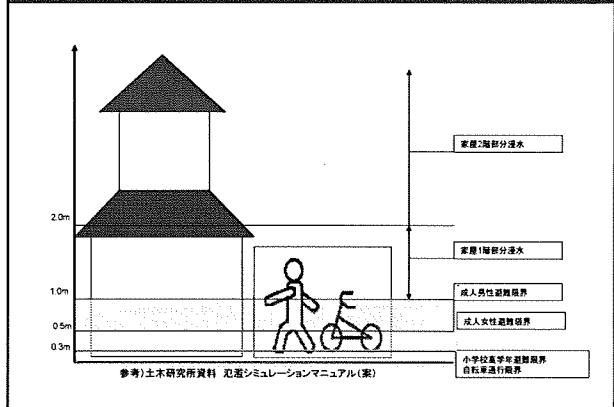 2.0m
1.0m
0.5m
0.3m
家屋2階部分浸水
家屋1階部分浸水
成人男性避難限界
成人女性避難限界
小学校高学年避難限界
自転車通行限界
参考)土木研究所資料 氾濫シミュレーションマニュアル(案)